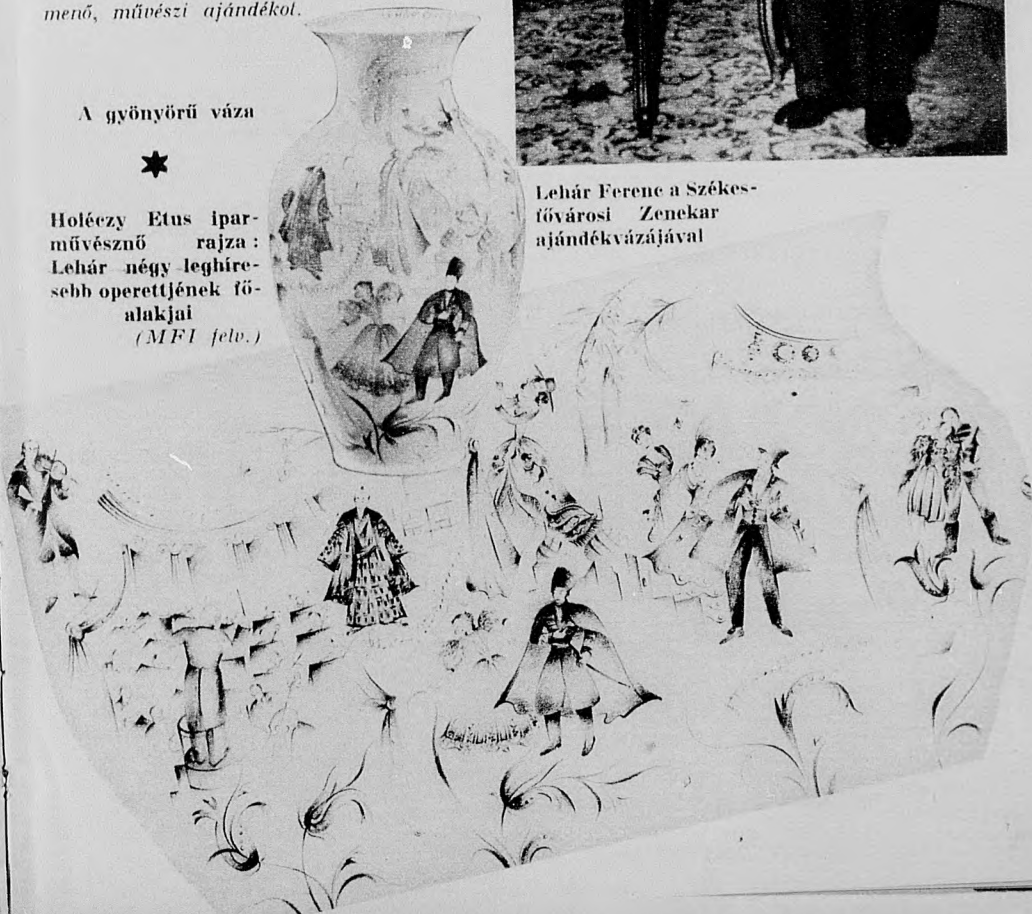 menő, művészi ajándékot.
A gyönyörű váza
Holéczy Etus ipar-
művésznő rajza :
Lehár négy leghíre-
sebb operettjének fő-
alakjai
(MFI felv.)
Lehár Ferenc a Székes-
fővárosi Zenekar
ajándékvázájával